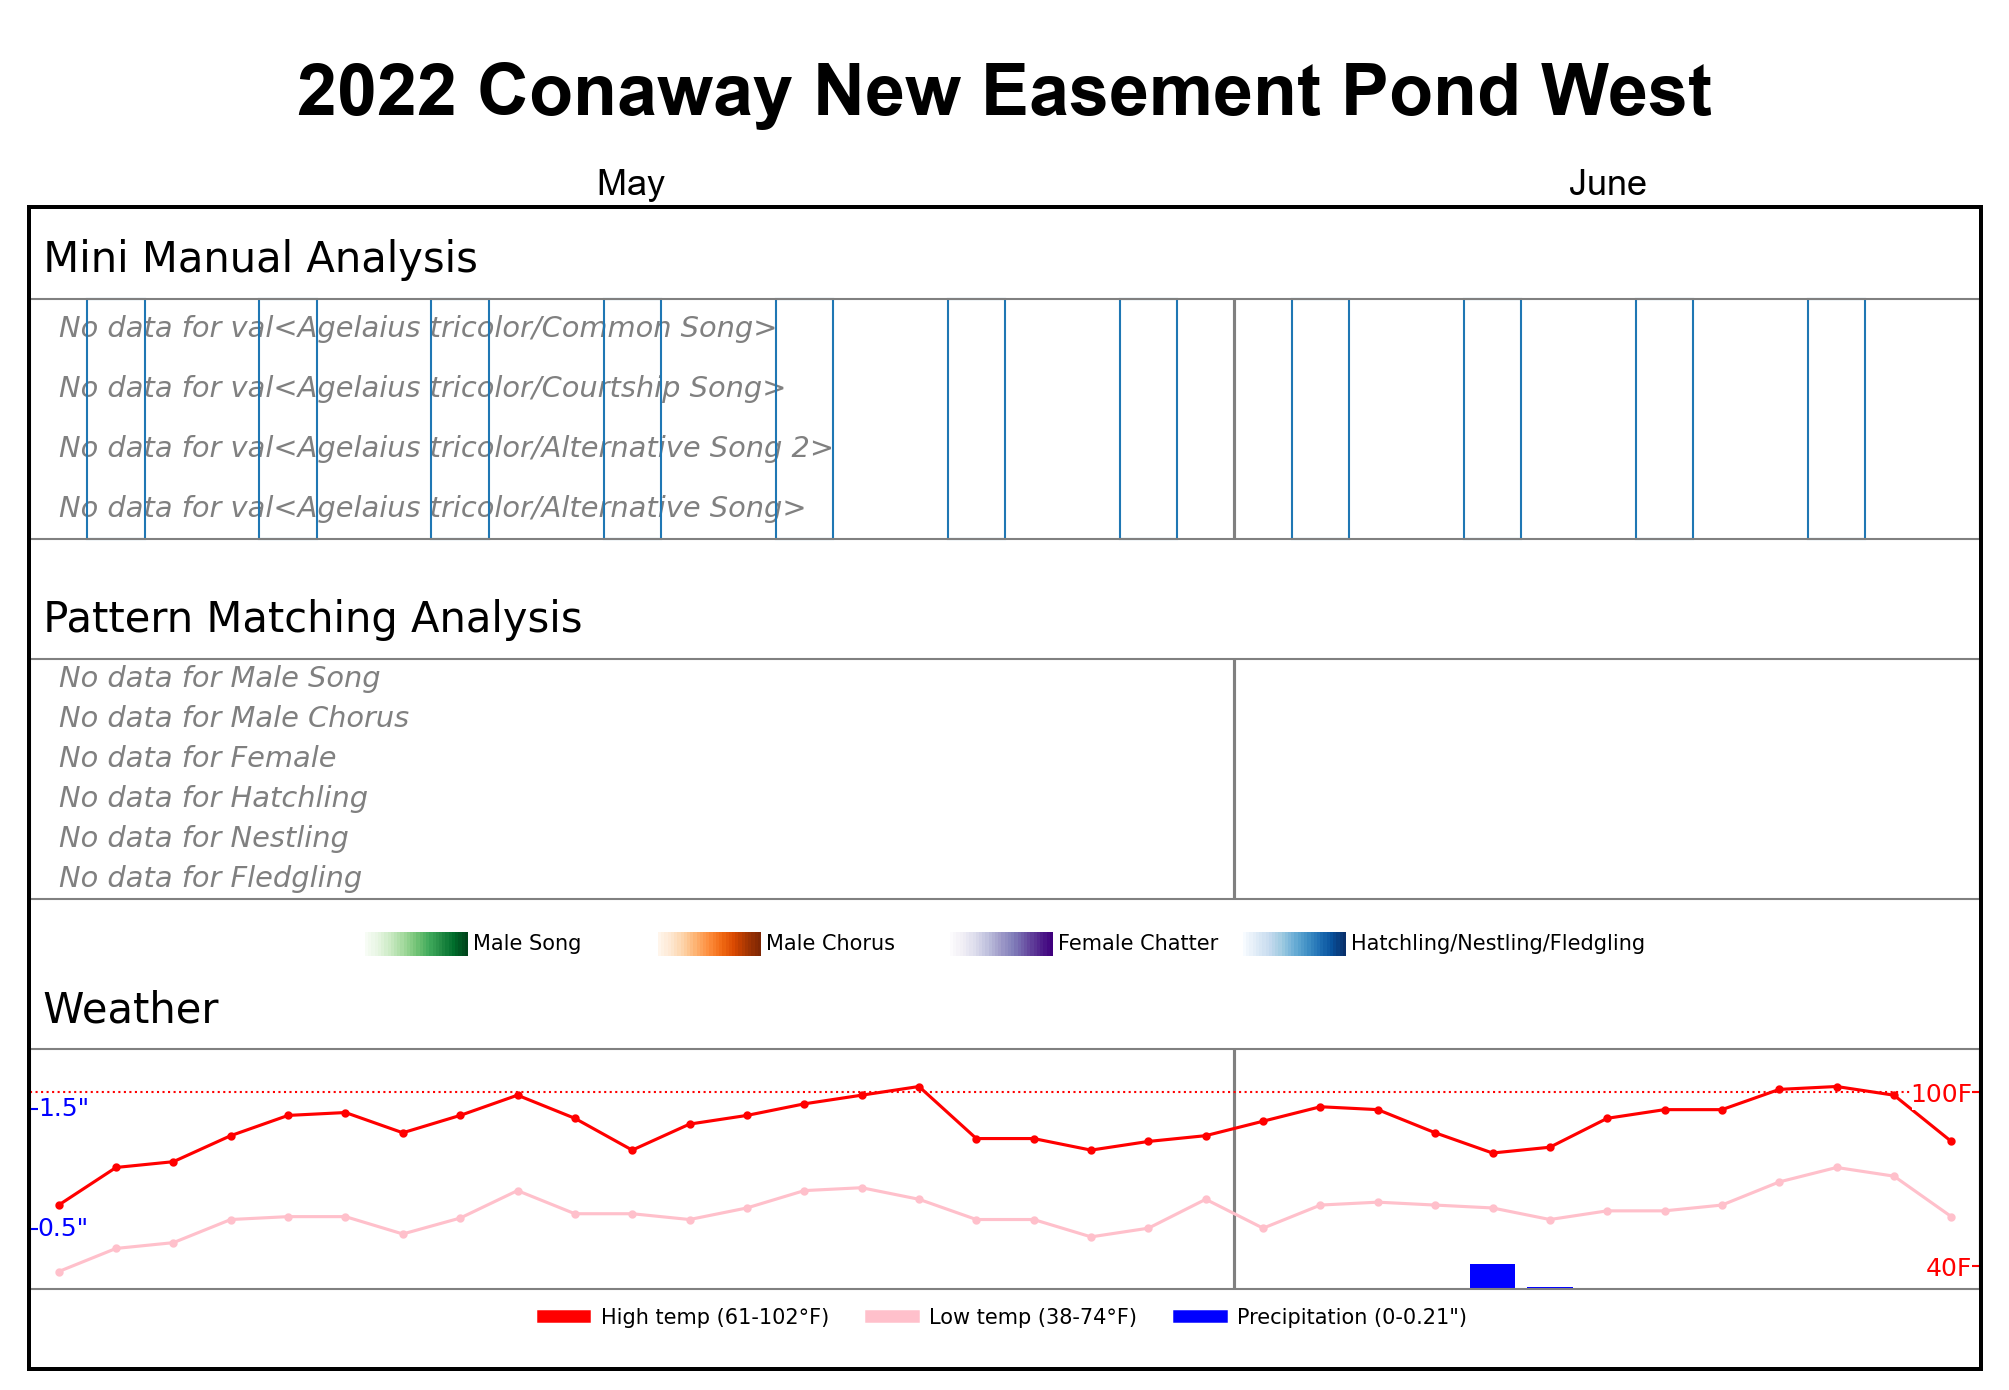 2022 Conaway New Easement Pond West
May
June
Mini Manual Analysis
No data for val<Agelaius tricolor/Common Song>
No data for val<Agelaius tricolor/Courtship Song>
No data for val<Agelaius tricolor/Alternative Song 2>
No data for val<Agelaius tricolor/Alternative Song>
Pattern Matching Analysis
No data for Male Song
No data for Male Chorus
No data for Female
No data for Hatchling
No data for Nestling
No data for Fledgling
Male Song
Male Chorus
Female Chatter
Hatchling/Nestling/Fledgling
Weather
1.5"
100F
0.5"
40F
High temp (61-102°F)
Low temp (38-74°F)
Precipitation (0-0.21")